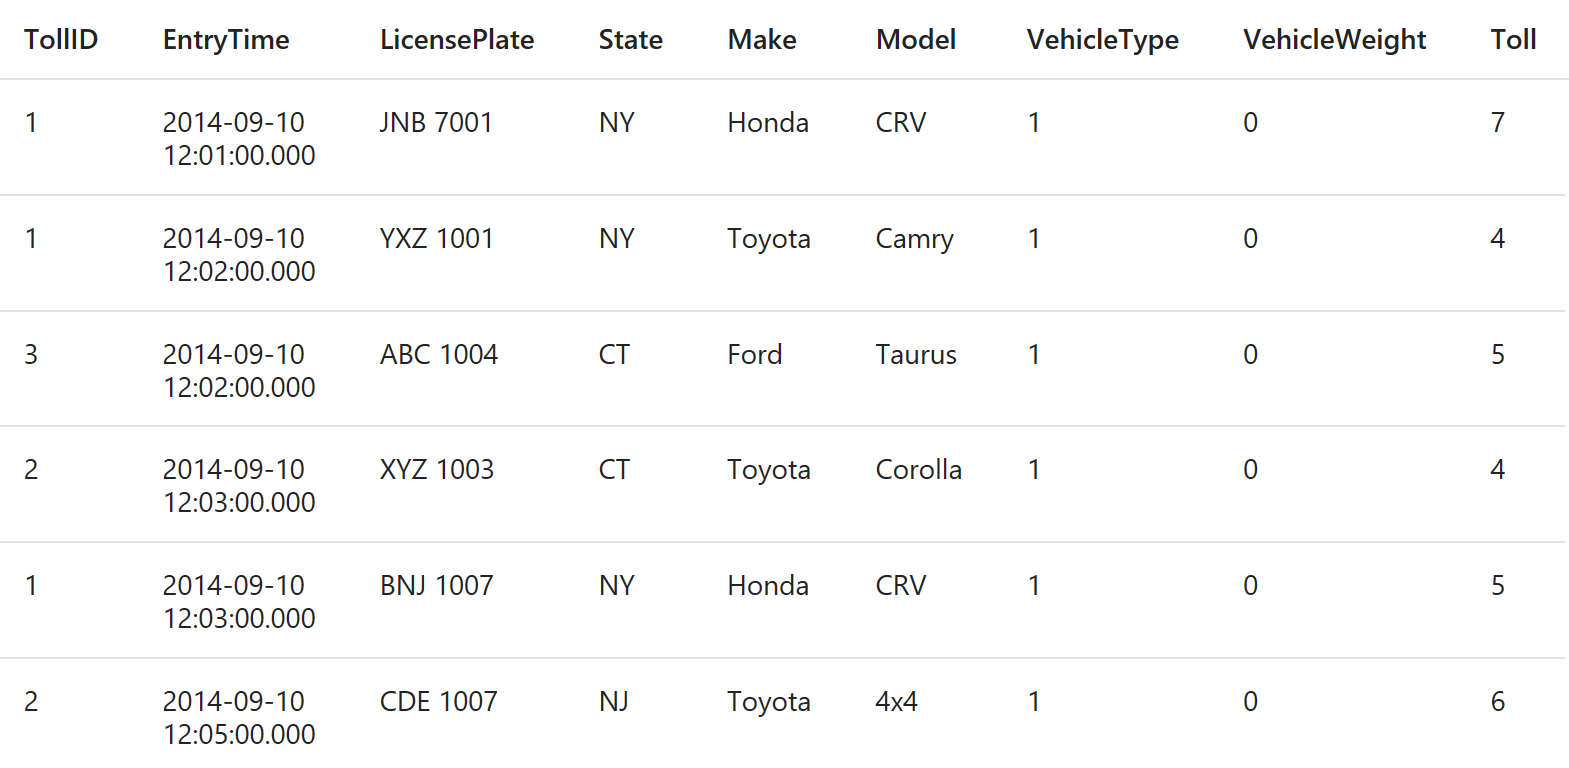 TollID EntryTime LicensePlate State Make Model VehicleType VehicleWeight Toll
1 2014-09-10 JNB 7001 NY Honda CRV 1 0 7
12:01:00.000
1 2014-09-10 YXZ 1001 NY Toyota Camry 1 0 4
12:02:00.000
3 2014-09-10 ABC 1004 CT Ford Taurus 1 0 5
12:02:00.000
2 2014-09-10 XYZ 1003 CT Toyota Corolla 1 0 4
12:03:00.000
1 2014-09-10 BNJ 1007 NY Honda CRV 1 0 5
12:03:00.000
2 2014-09-10 CDE 1007 NJ Toyota 4x4 1 0 6
12:05:00.000